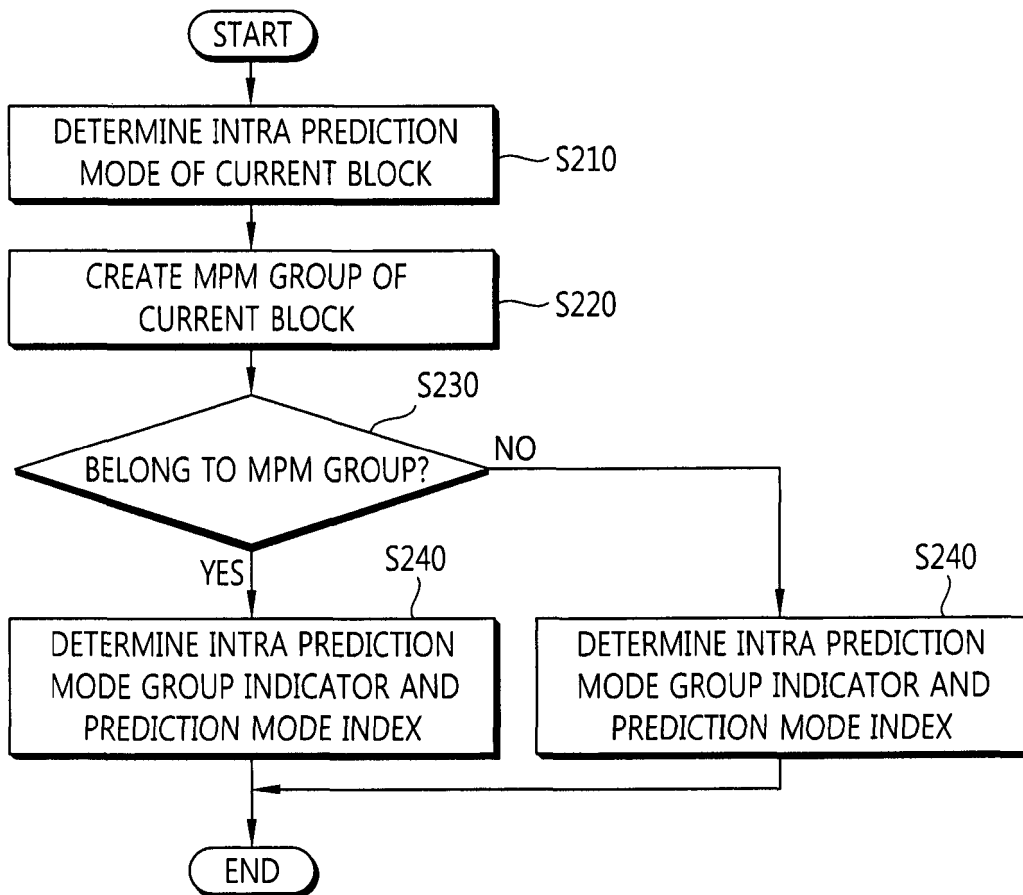 START
DETERMINE INTRA PREDICTION
MODE OF CURRENT BLOCK
S210
CREATE MPM GROUP OF
CURRENT BLOCK
S220
S230
BELONG TO MPM GROUP?
NO
YES
S240
DETERMINE INTRA PREDICTION
MODE GROUP INDICATOR AND
PREDICTION MODE INDEX
S240
DETERMINE INTRA PREDICTION
MODE GROUP INDICATOR AND
PREDICTION MODE INDEX
END